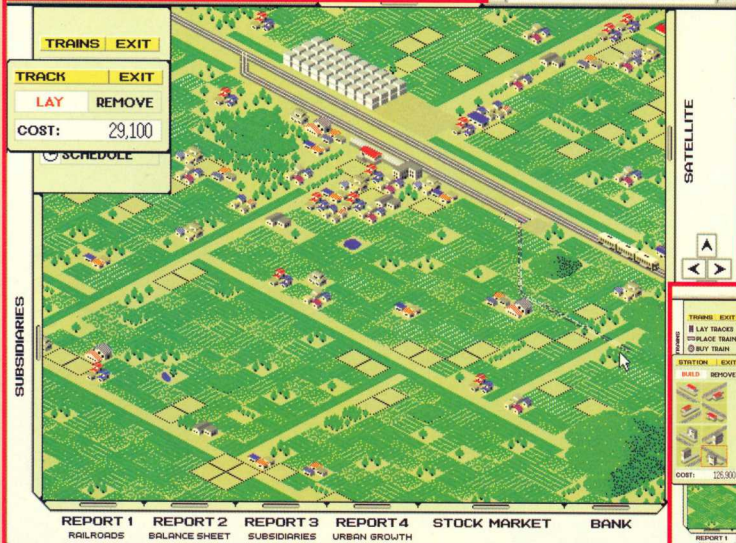 TRAINS EXIT
TRACK EXIT
LAY REMOVE
COST: 29,100
SCHEDULE
SUBSIDIARIES
SATELLITE
REPORT 1 REPORT 2 REPORT 3 REPORT 4 STOCK MARKET BANK
RAILROADS BALANCE SHEET SUBSIDIARIES URBAN GROWTH
TRAINS EXIT
LAY TRACKS
PLACE TRAIN
BUY TRAIN
TRAINS
STATION EXIT
BUILD REMOVE
COST: 126,900
REPORT 1